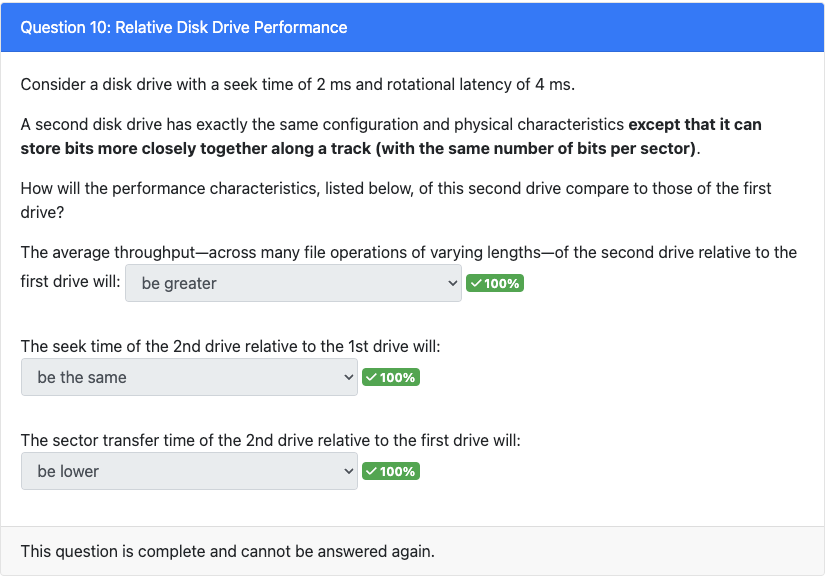 Question 10: Relative Disk Drive Performance
Consider a disk drive with a seek time of 2 ms and rotational latency of 4 ms.
A second disk drive has exactly the same configuration and physical characteristics except that it can
store bits more closely together along a track (with the same number of bits per sector).
How will the performance characteristics, listed below, of this second drive compare to those of the first
drive?
The average throughput—across many file operations of varying lengths—of the second drive relative to the
first drive will: be greater 100%
The seek time of the 2nd drive relative to the 1st drive will:
be the same 100%
The sector transfer time of the 2nd drive relative to the first drive will:
be lower 100%
This question is complete and cannot be answered again.